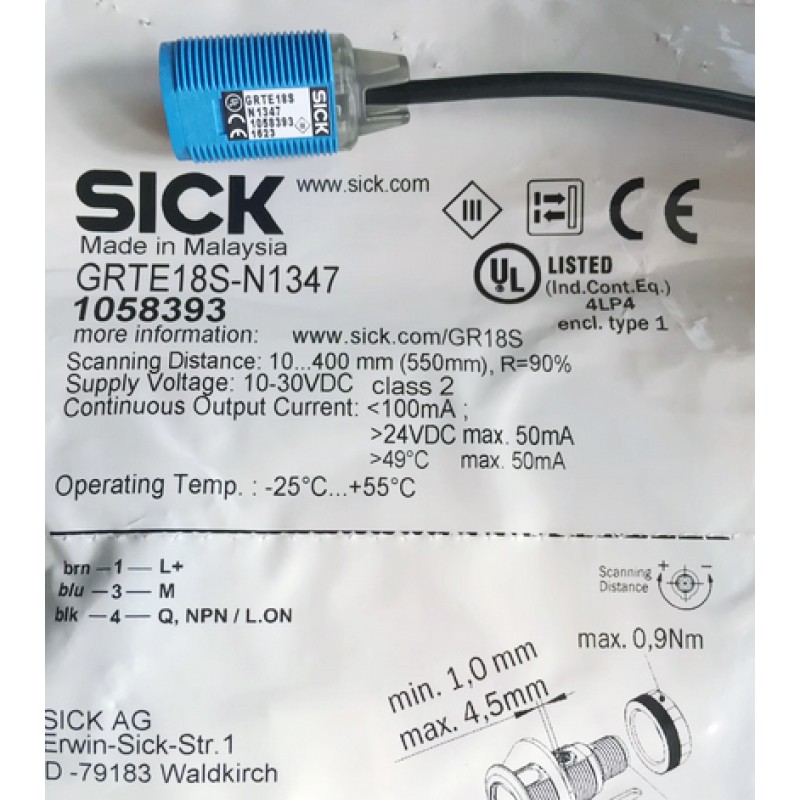 GRTE18S
N1347
1058393
1623
SICK
III
UL
CE
SICK www.sick.com
III
CE
Made in Malaysia
GRTE18S-N1347
1058393
UL LISTED
(Ind.Cont.Eq.)
4LP4
encl. type 1
more information: www.sick.com/GR18S
Scanning Distance: 10...400 mm (550mm), R=90%
Supply Voltage: 10-30VDC class 2
Continuous Output Current: <100mA ;
>24VDC max. 50mA
>49°C max. 50mA
Operating Temp. : -25°C...+55°C
brn -1- L+
blu -3- M
blk -4- Q, NPN / L.ON
Scanning + -
Distance
max. 0,9Nm
min. 1,0 mm
max. 4,5mm
SICK AG
Erwin-Sick-Str.1
D -79183 Waldkirch